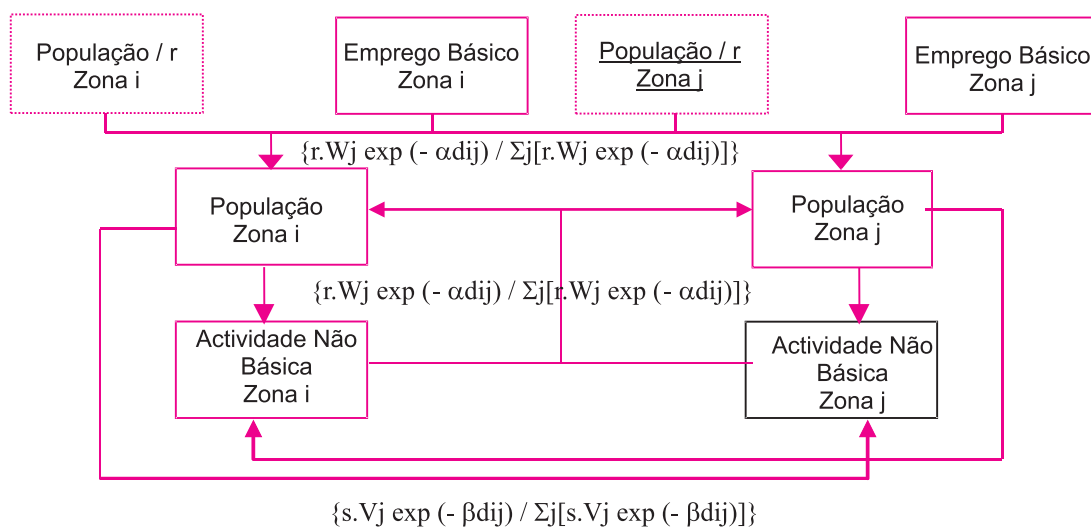 População / r
Zona i
Emprego Básico
Zona i
População / r
Zona j
Emprego Básico
Zona j
{r.Wj exp (- αdij) / Σj[r.Wj exp (- αdij)]}
População
Zona i
População
Zona j
{r.Wj exp (- αdij) / Σj[r.Wj exp (- αdij)]}
Actividade Não
Básica
Zona i
Actividade Não
Básica
Zona j
{s.Vj exp (- βdij) / Σj[s.Vj exp (- βdij)]}